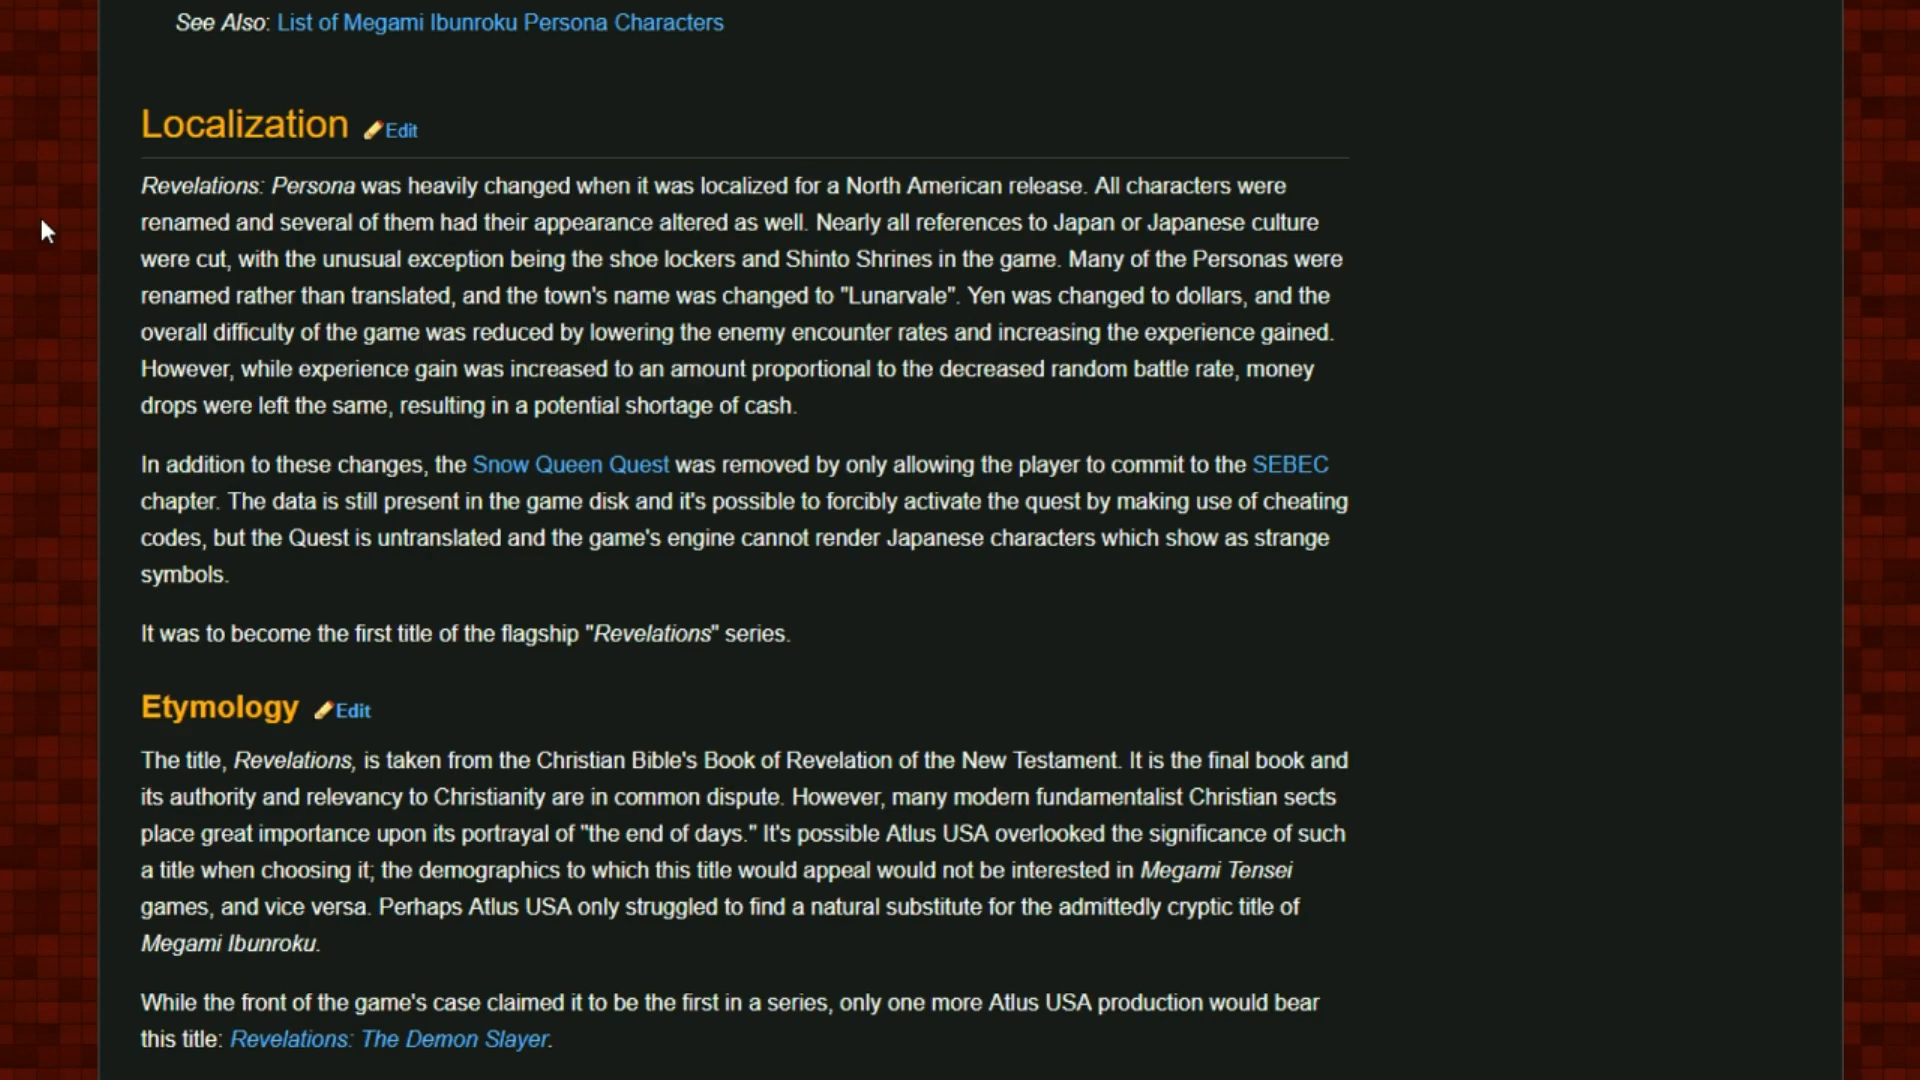 See Also: List of Megami Ibunroku Persona Characters
Localization Edit
Revelations: Persona was heavily changed when it was localized for a North American release. All characters were
renamed and several of them had their appearance altered as well. Nearly all references to Japan or Japanese culture
were cut, with the unusual exception being the shoe lockers and Shinto Shrines in the game. Many of the Personas were
renamed rather than translated, and the town's name was changed to "Lunarvale". Yen was changed to dollars, and the
overall difficulty of the game was reduced by lowering the enemy encounter rates and increasing the experience gained.
However, while experience gain was increased to an amount proportional to the decreased random battle rate, money
drops were left the same, resulting in a potential shortage of cash.
In addition to these changes, the Snow Queen Quest was removed by only allowing the player to commit to the SEBEC
chapter. The data is still present in the game disk and it's possible to forcibly activate the quest by making use of cheating
codes, but the Quest is untranslated and the game's engine cannot render Japanese characters which show as strange
symbols.
It was to become the first title of the flagship "Revelations" series.
Etymology Edit
The title, Revelations, is taken from the Christian Bible's Book of Revelation of the New Testament. It is the final book and
its authority and relevancy to Christianity are in common dispute. However, many modern fundamentalist Christian sects
place great importance upon its portrayal of "the end of days." It's possible Atlus USA overlooked the significance of such
a title when choosing it; the demographics to which this title would appeal would not be interested in Megami Tensei
games, and vice versa. Perhaps Atlus USA only struggled to find a natural substitute for the admittedly cryptic title of
Megami Ibunroku.
While the front of the game's case claimed it to be the first in a series, only one more Atlus USA production would bear
this title: Revelations: The Demon Slayer.